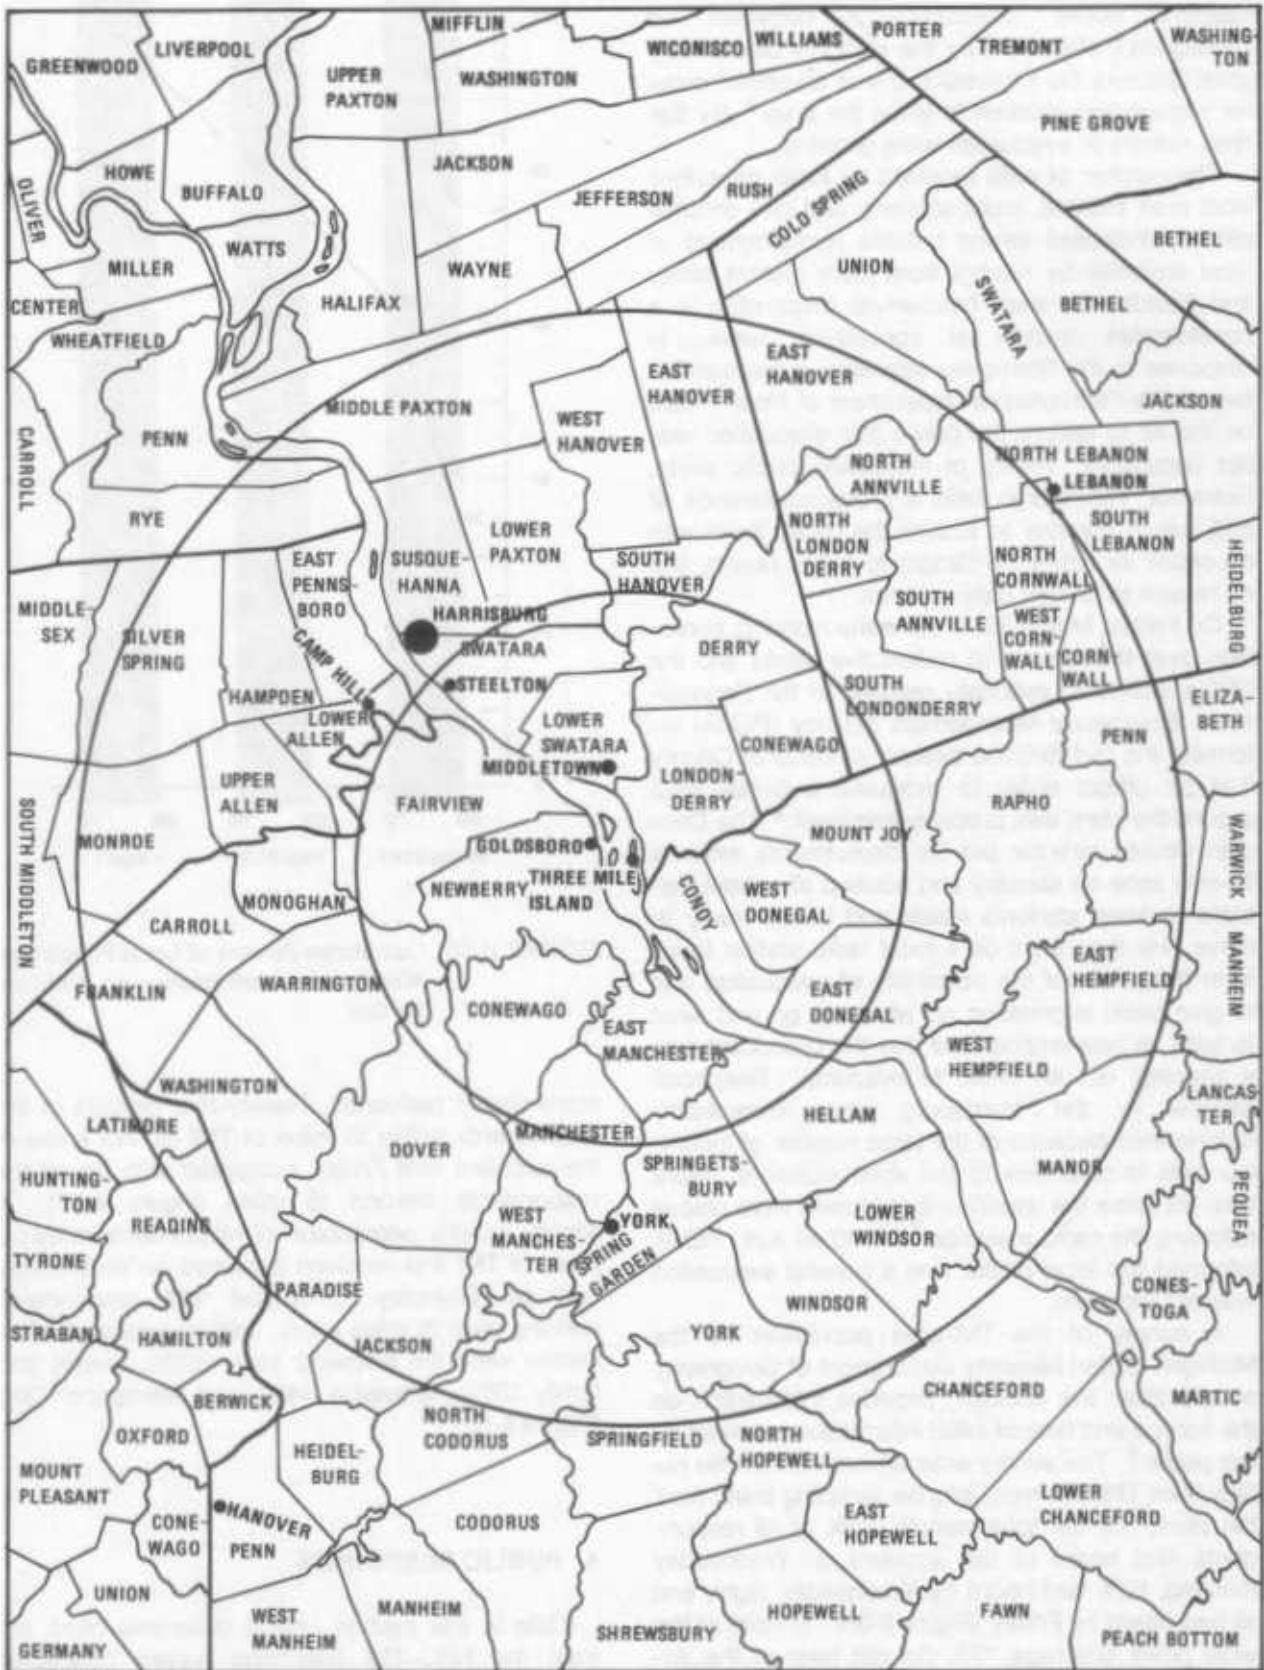 MIFFLIN
PORTER
WASHING-
TON
LIVERPOOL
GREENWOOD
WICONISCO
WILLIAMS
TREMONT
UPPER
PAXTON
WASHINGTON
PINE GROVE
HOWE
BUFFALO
JACKSON
JEFFERSON
RUSH
COLD SPRING
OLIVER
WATTS
BETHEL
MILLER
WAYNE
UNION
SWATARA
BETHEL
CENTER
HALIFAX
WHEATFIELD
EAST
HANOVER
EAST
HANOVER
JACKSON
MIDDLE PAXTON
WEST
HANOVER
CARROLL
PENN
NORTH LEBANON
LEBANON
NORTH
ANNVILLE
RYE
LOWER
PAXTON
NORTH
LONDON
DERRY
SOUTH
LEBANON
EAST
PENNS-
BORO
SUSQUE-
HANNA
SOUTH
HANOVER
NORTH
CORNWALL
HEIDELBURG
MIDDLE-
SEX
SILVER
SPRING
HARRISBURG
SWATARA
SOUTH
ANNVILLE
WEST
CORN-
WALL
DERRY
CORN
WALL
CAMP HILL
STEELTON
HAMPDEN
LOWER
ALLEN
SOUTH
LONDONDERRY
ELIZA-
BETH
LOWER
SWATARA
CONEWAGO
PENN
MIDDLETOWN
UPPER
ALLEN
FAIRVIEW
LONDON-
DERRY
RAPHO
SOUTH MIDDLETON
MONROE
GOLDSBORO
MOUNT JOY
WARWICK
NEWBERRY
THREE MILE
ISLAND
CONOY
WEST
DONEGAL
MONOGHAN
CARROLL
EAST
HEMPFIELD
MANHEIM
FRANKLIN
WARRINGTON
CONEWAGO
EAST
DONEGAL
EAST
MANCHESTER
WEST
HEMPFIELD
WASHINGTON
LANCAS-
TER
LATIMORE
HELLAM
MANCHESTER
DOVER
SPRINGETS-
BURY
MANOR
HUNTING-
TON
PEQUEA
READING
WEST
MANCHES-
TER
YORK
SPRING
GARDEN
LOWER
WINDSOR
TYRONE
PARADISE
WINDSOR
CONES-
TOGA
STRABAN
HAMILTON
JACKSON
YORK
CHANCEFORD
MARTIC
BERWICK
OXFORD
NORTH
CODORUS
SPRINGFIELD
NORTH
HOPEWELL
HEIDEL-
BURG
MOUNT
PLEASANT
LOWER
CHANCEFORD
HANOVER
CONE-
WAGO
CODORUS
EAST
HOPEWELL
PENN
UNION
WEST
MANHEIM
MANHEIM
HOPEWELL
FAWN
GERMANY
SHREWSBURY
PEACH BOTTOM